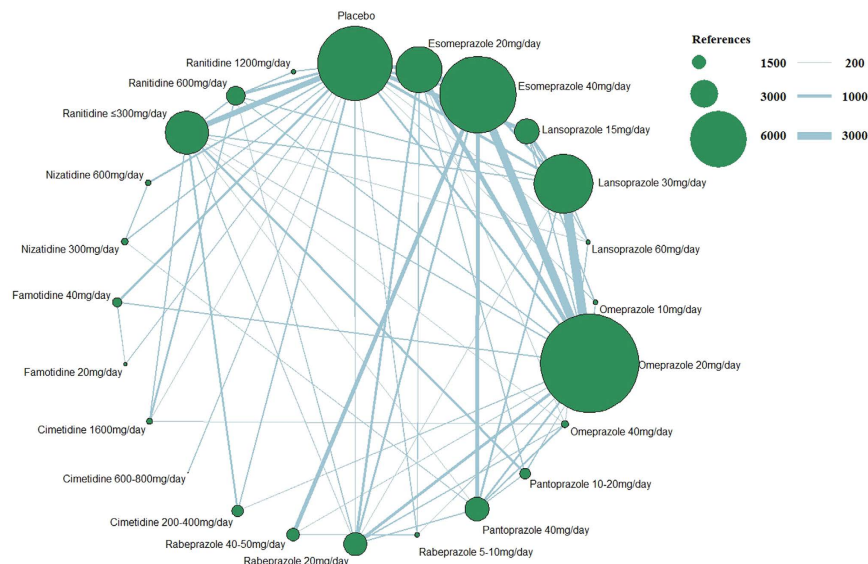 Placebo
Esomeprazole 20mg/day
Esomeprazole 40mg/day
Lansoprazole 15mg/day
Lansoprazole 30mg/day
Lansoprazole 60mg/day
Omeprazole 10mg/day
Omeprazole 20mg/day
Omeprazole 40mg/day
Pantoprazole 10-20mg/day
Pantoprazole 40mg/day
Rabeprazole 5-10mg/day
Rabeprazole 20mg/day
Rabeprazole 40-50mg/day
Cimetidine 200-400mg/day
Cimetidine 600-800mg/day
Cimetidine 1600mg/day
Famotidine 20mg/day
Famotidine 40mg/day
Nizatidine 300mg/day
Nizatidine 600mg/day
Ranitidine ≤300mg/day
Ranitidine 600mg/day
Ranitidine 1200mg/day
References
1500 200
3000 1000
6000 3000